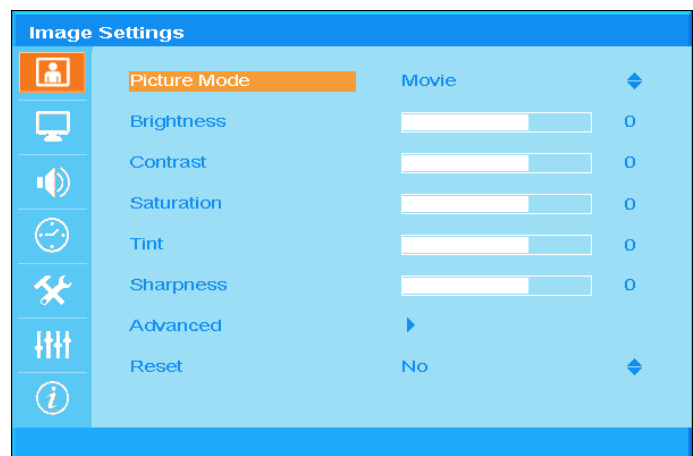 Image Settings
Picture Mode Movie
Brightness 0
Contrast 0
Saturation 0
Tint 0
Sharpness 0
Advanced
Reset No
i